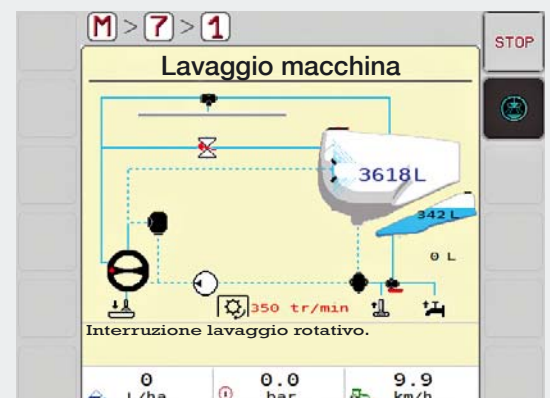 M > 7 > 1
STOP
Lavaggio macchina
3618L
342 L
0 L
350 tr/min
Interruzione lavaggio rotativo.
0 0.0 9.9
L/ha bar km/h